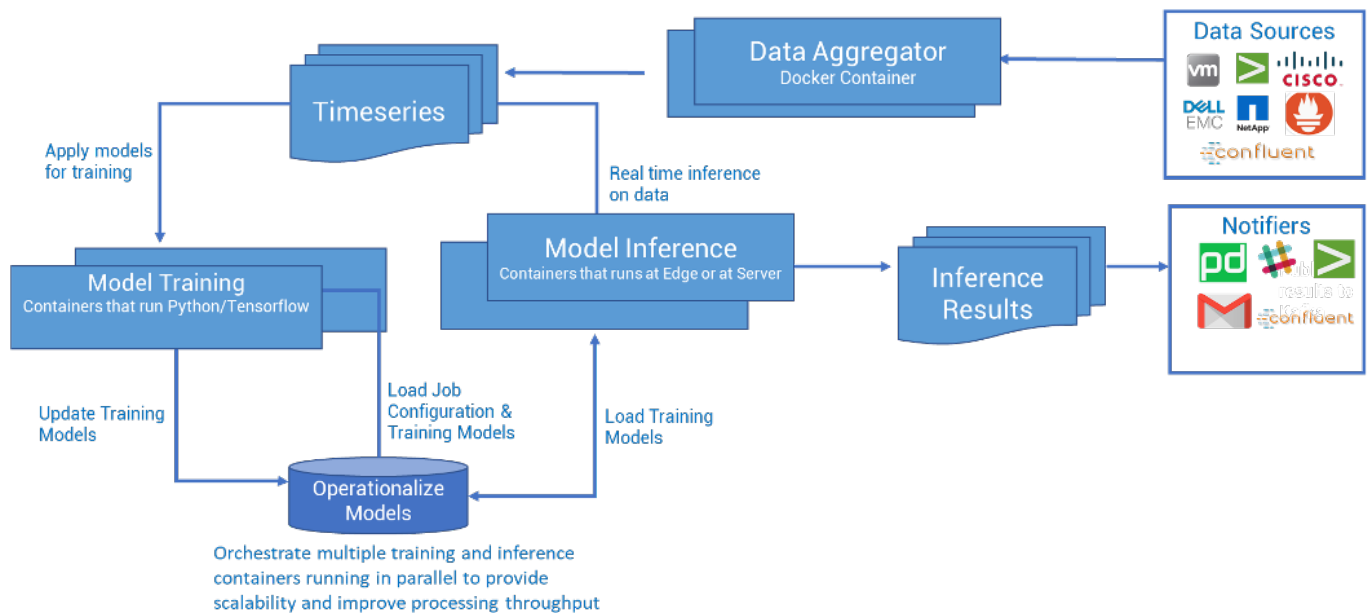 Data Sources
vm
CISCO
DELL
EMC
NetApp
confluent
Data Aggregator
Docker Container
Timeseries
Apply models
for training
Real time inference
on data
Model Inference
Containers that runs at Edge or at Server
Model Training
Containers that run Python/Tensorflow
Inference
Results
Notifiers
pd
results to
confluent
Update Training
Models
Load Job
Configuration &
Training Models
Load Training
Models
Operationalize
Models
Orchestrate multiple training and inference
containers running in parallel to provide
scalability and improve processing throughput